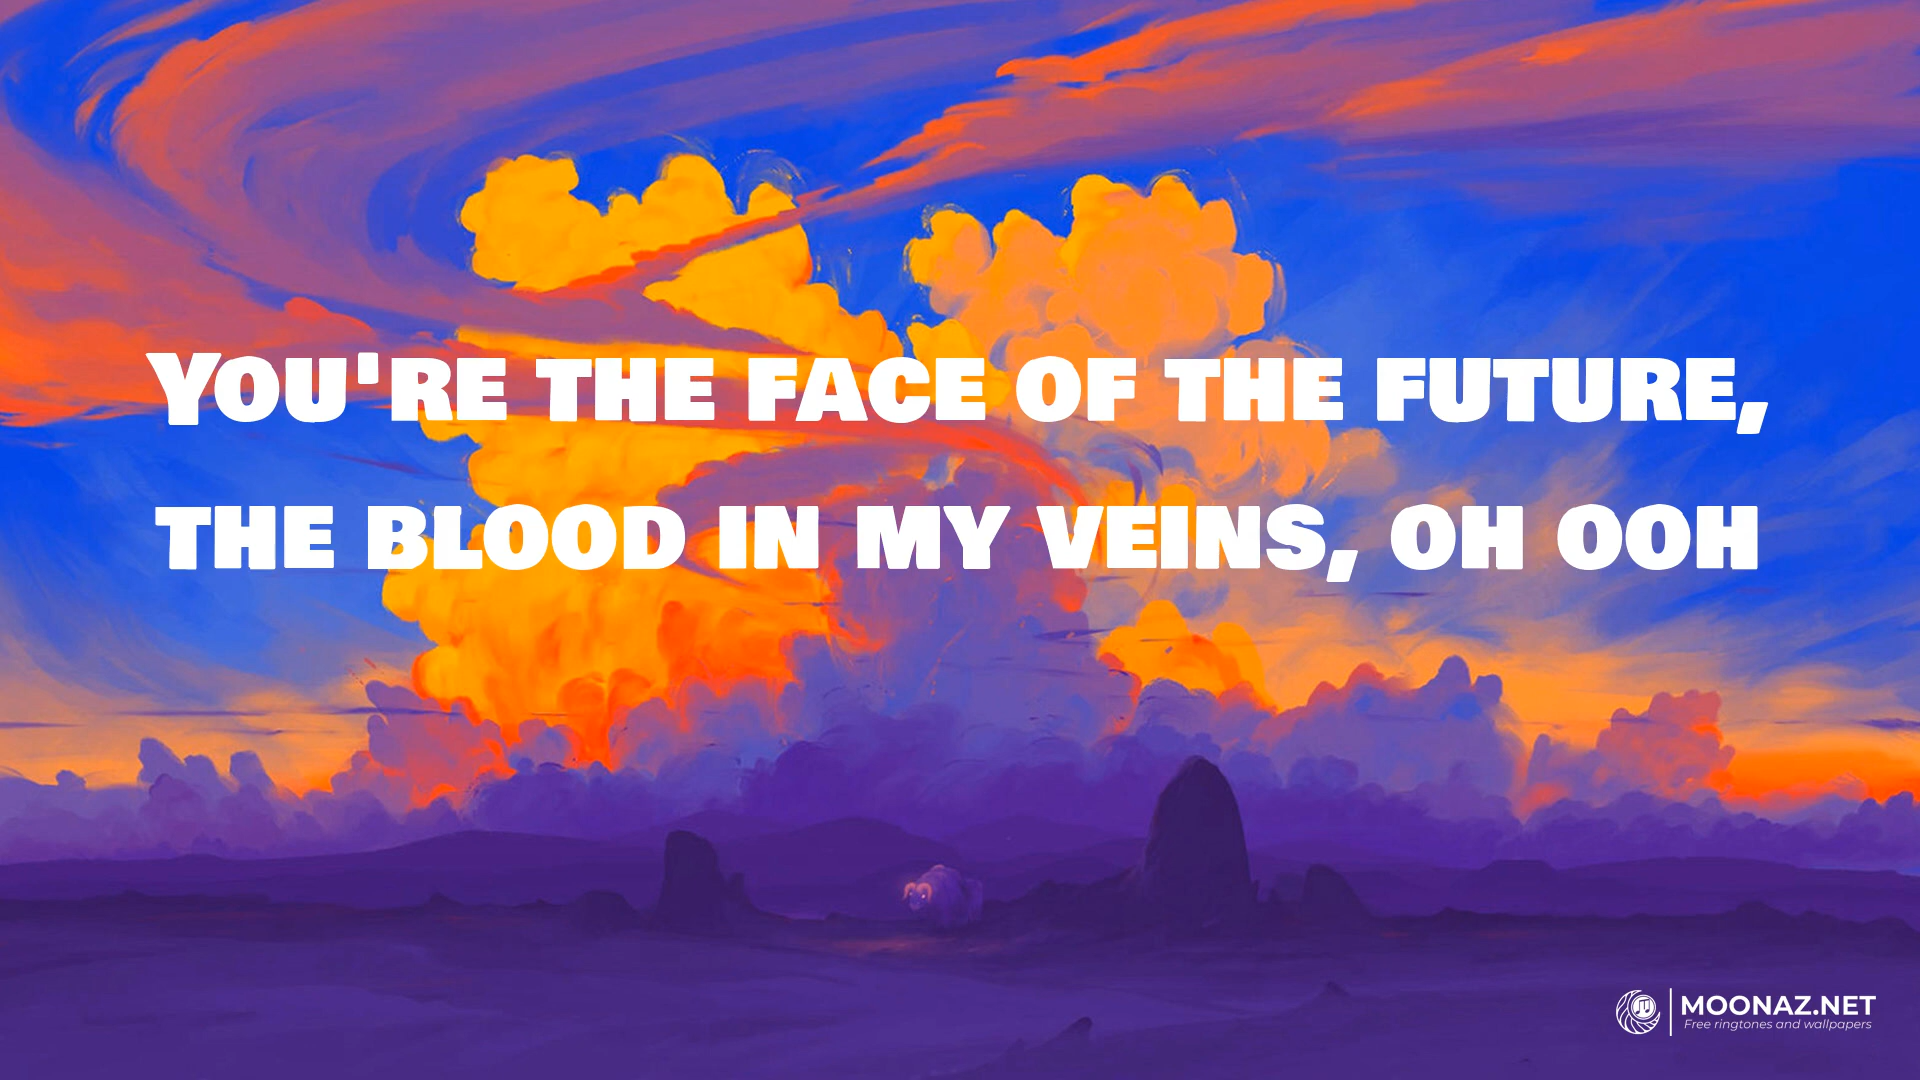 You're the face of the future,
the blood in my veins, oh ooh
MOONAZ.NET
Free ringtones and wallpapers